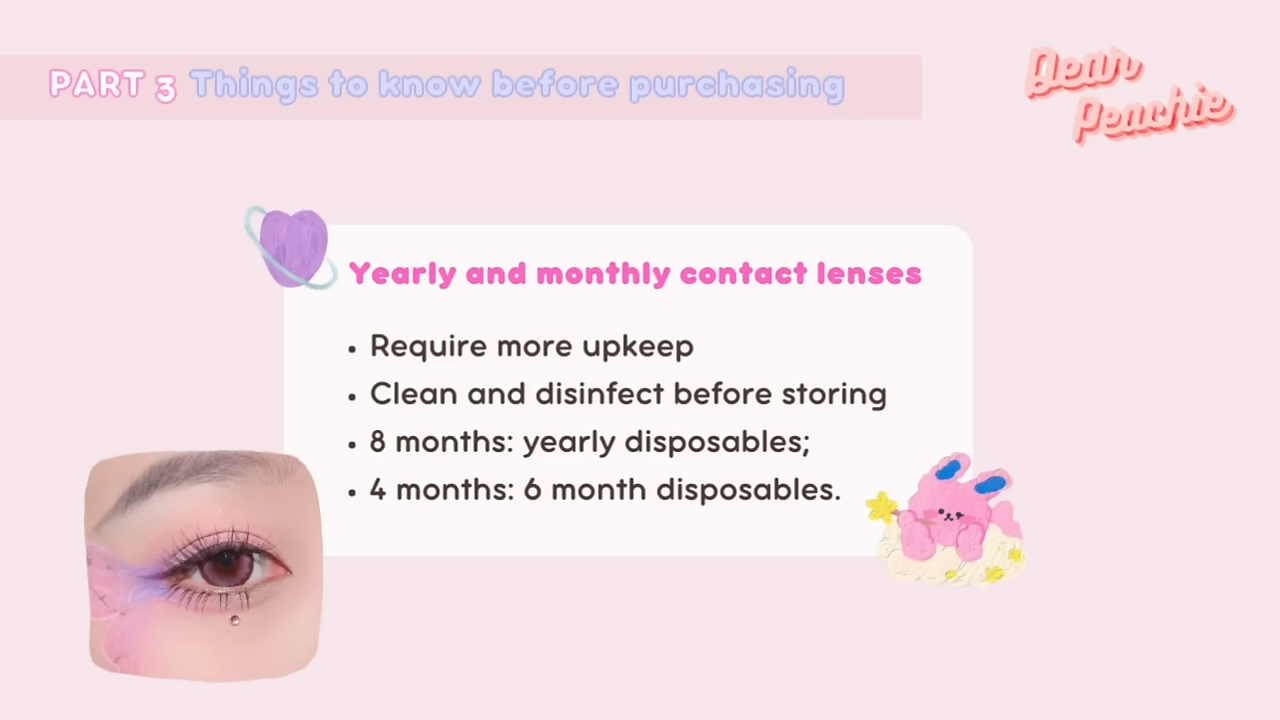 PART 3 Things to know before purchasing
Dear
Peachie
Yearly and monthly contact lenses
• Require more upkeep
• Clean and disinfect before storing
• 8 months: yearly disposables;
• 4 months: 6 month disposables.